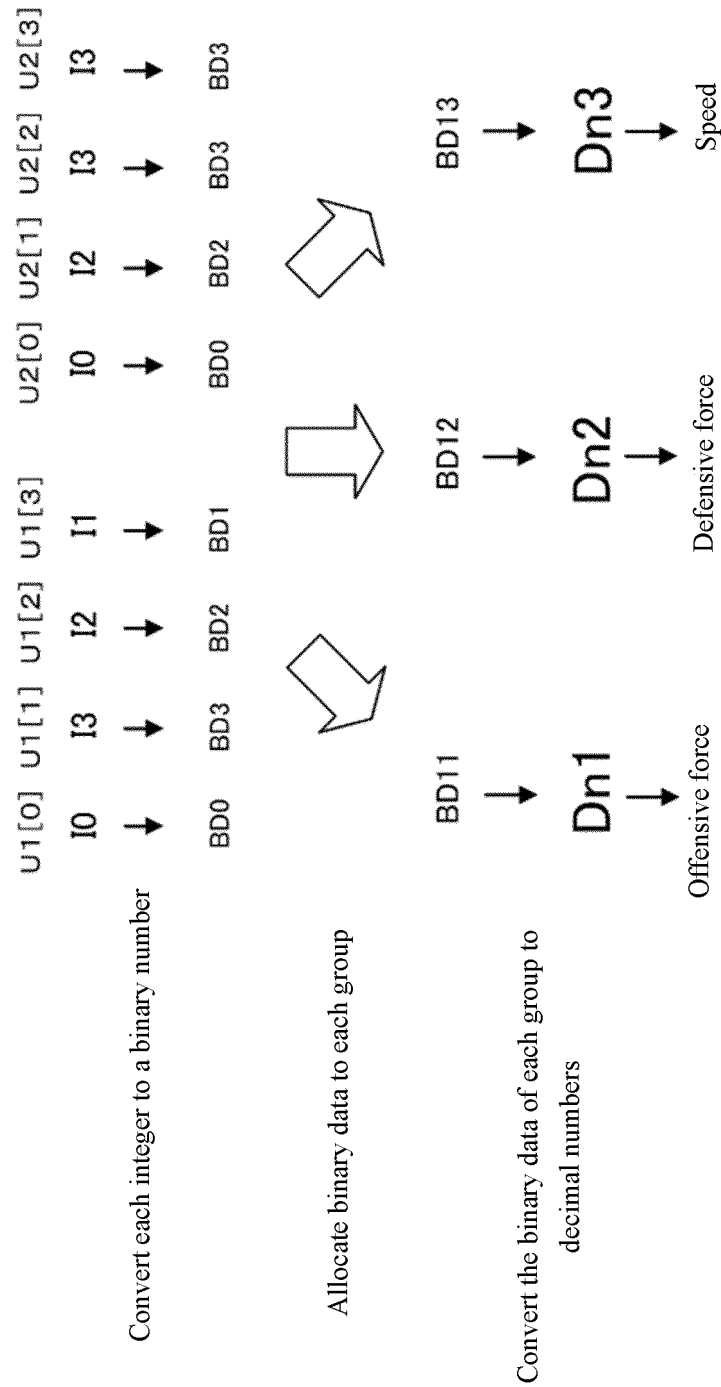 U1[0] U1[1] U1[2] U1[3] U2[0] U2[1] U2[2] U2[3]
I0 I3 I2 I1 I0 I2 I3 I3
Convert each integer to a binary number
BD0 BD3 BD2 BD1 BD0 BD2 BD3 BD3
Allocate binary data to each group
BD11 BD12 BD13
Convert the binary data of each group to
decimal numbers
Dn1 Dn2 Dn3
Offensive force Defensive force Speed